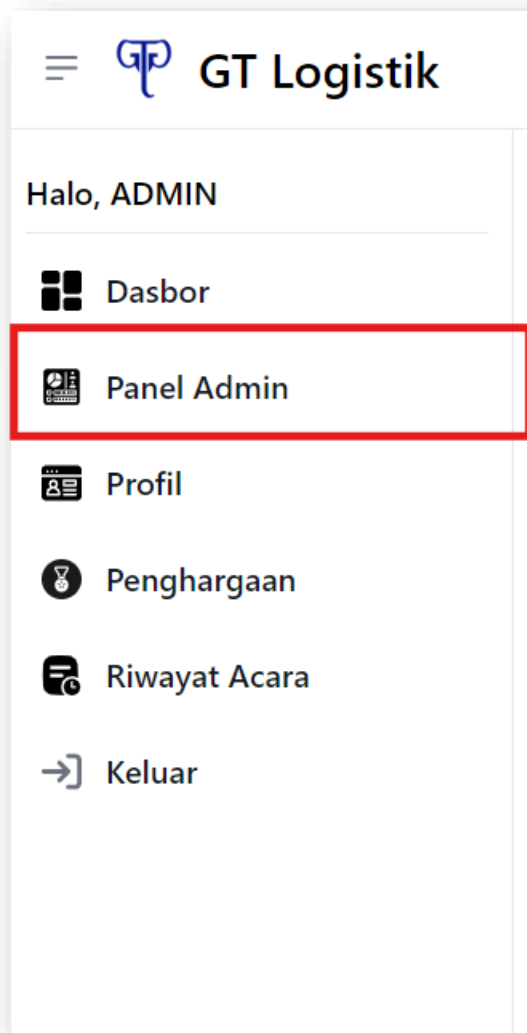 GT Logistik
Halo, ADMIN
Dasbor
Panel Admin
Profil
Penghargaan
Riwayat Acara
Keluar